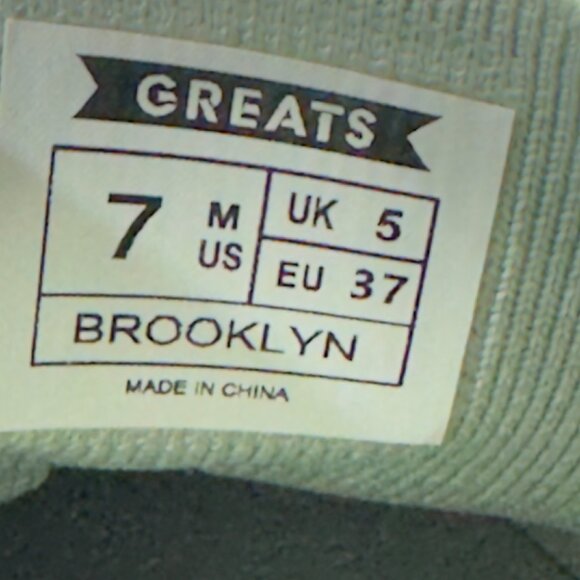 GREATS
7 M US
UK 5
EU 37
BROOKLYN
MADE IN CHINA